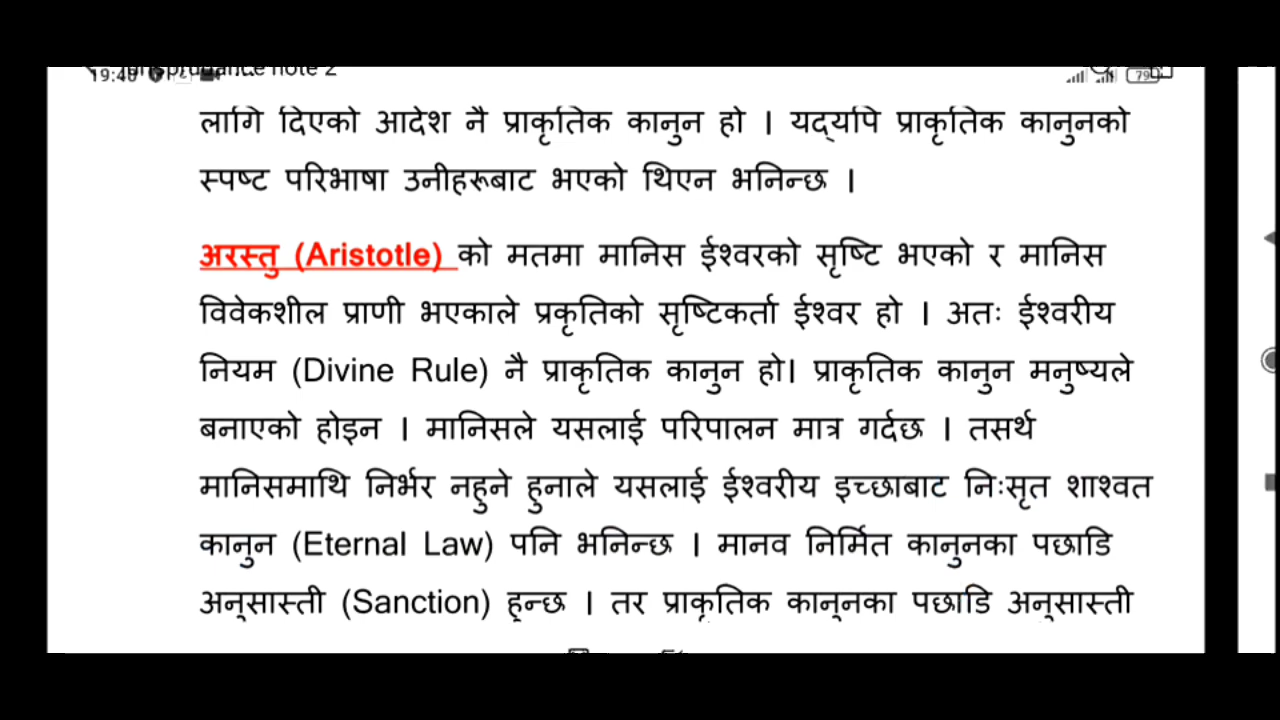 19:48
79
लागि दिएको आदेश नै प्राकृतिक कानुन हो । यद्यपि प्राकृतिक कानुनको
स्पष्ट परिभाषा उनीहरूबाट भएको थिएन भनिन्छ ।
अरस्तु (Aristotle) को मतमा मानिस ईश्वरको सृष्टि भएको र मानिस
विवेकशील प्राणी भएकाले प्रकृतिको सृष्टिकर्ता ईश्वर हो । अतः ईश्वरीय
नियम (Divine Rule) नै प्राकृतिक कानुन हो। प्राकृतिक कानुन मनुष्यले
बनाएको होइन । मानिसले यसलाई परिपालन मात्र गर्दछ । तसर्थ
मानिसमाथि निर्भर नहुने हुनाले यसलाई ईश्वरीय इच्छाबाट निःसृत शाश्वत
कानुन (Eternal Law) पनि भनिन्छ । मानव निर्मित कानुनका पछाडि
अनुसास्ती (Sanction) हुन्छ । तर प्राकृतिक कानुनका पछाडि अनुसास्ती